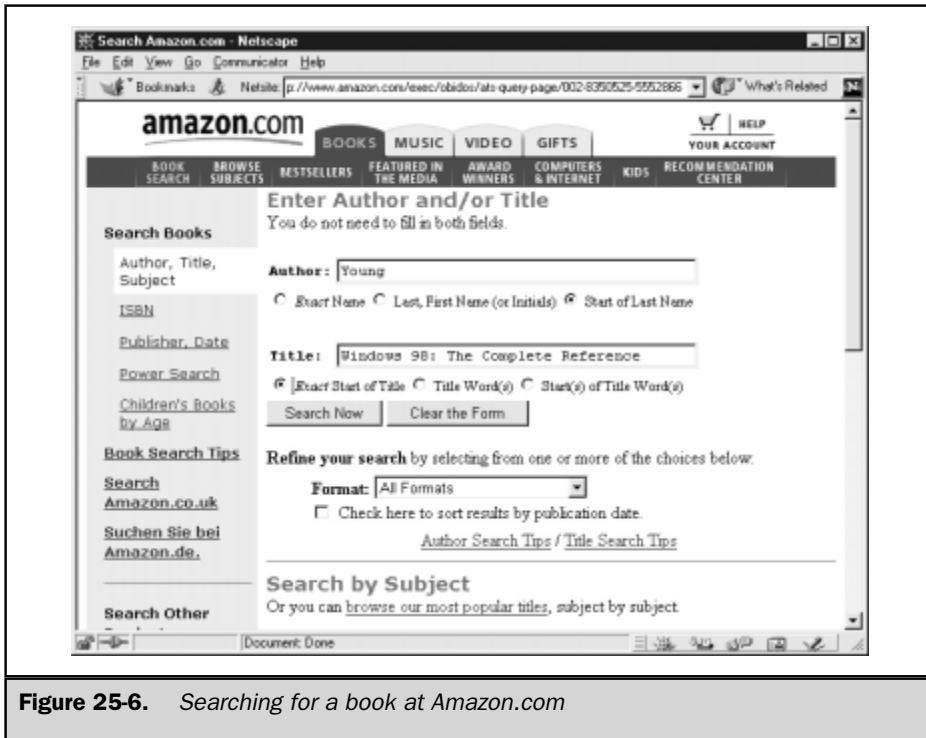 Search Amazon.com - Netscape
File Edit View Go Communicator Help
Bookmarks Netsite: p://www.amazon.com/exec/obidos/ats-query-page/002-8350525-5552866 What's Related N
amazon.com
BOOKS MUSIC VIDEO GIFTS
HELP
YOUR ACCOUNT
BOOK SEARCH BROWSE SUBJECTS BESTSELLERS FEATURED IN THE MEDIA AWARD WINNERS COMPUTERS & INTERNET KIDS RECOMMENDATION CENTER
Search Books
Author, Title,
Subject
ISBN
Publisher, Date
Power Search
Children's Books
by Age
Book Search Tips
Search
Amazon.co.uk
Suchen Sie bei
Amazon.de.
Search Other
Enter Author and/or Title
You do not need to fill in both fields.
Author: Young
Exact Name Last, First Name (or Initials) Start of Last Name
Title: Windows 98: The Complete Reference
Exact Start of Title Title Word(s) Start(s) of Title Word(s)
Search Now Clear the Form
Refine your search by selecting from one or more of the choices below.
Format: All Formats
Check here to sort results by publication date.
Author Search Tips / Title Search Tips
Search by Subject
Or you can browse our most popular titles, subject by subject.
Document: Done
Figure 25-6. Searching for a book at Amazon.com